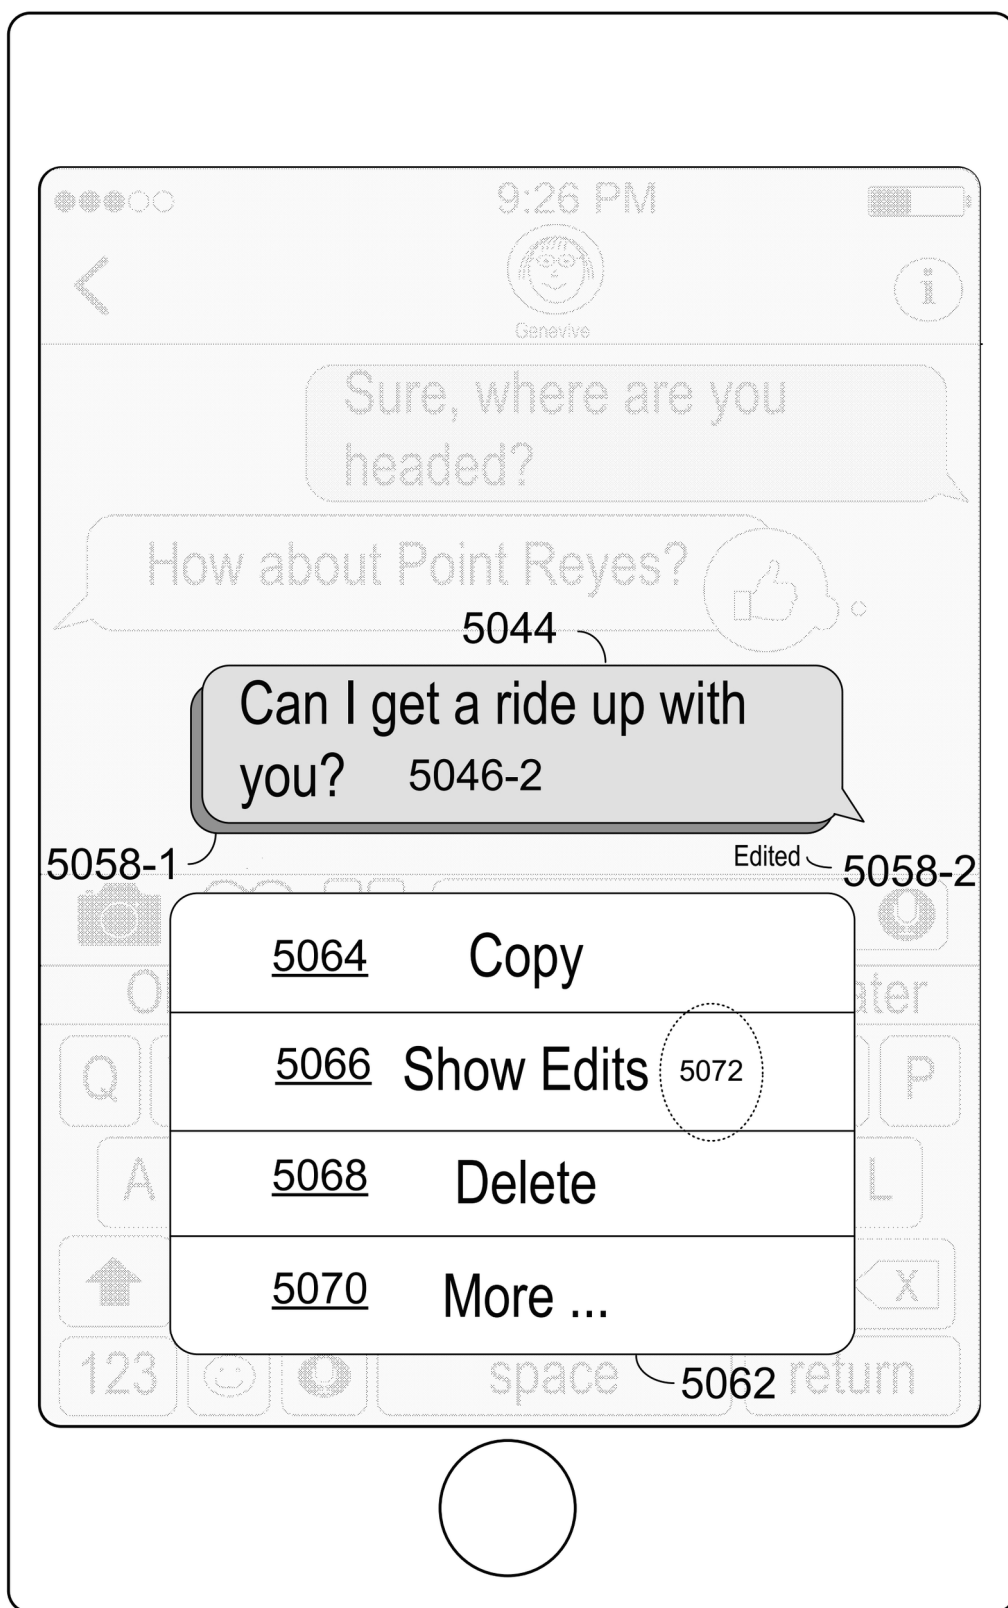 9:26 PM
i
Genevive
Sure, where are you
headed?
How about Point Reyes?
5044
Can I get a ride up with
you? 5046-2
5058-1
Edited 5058-2
5064 Copy
5066 Show Edits 5072
5068 Delete
5070 More ...
Q P
A L
X
123 space return
5062